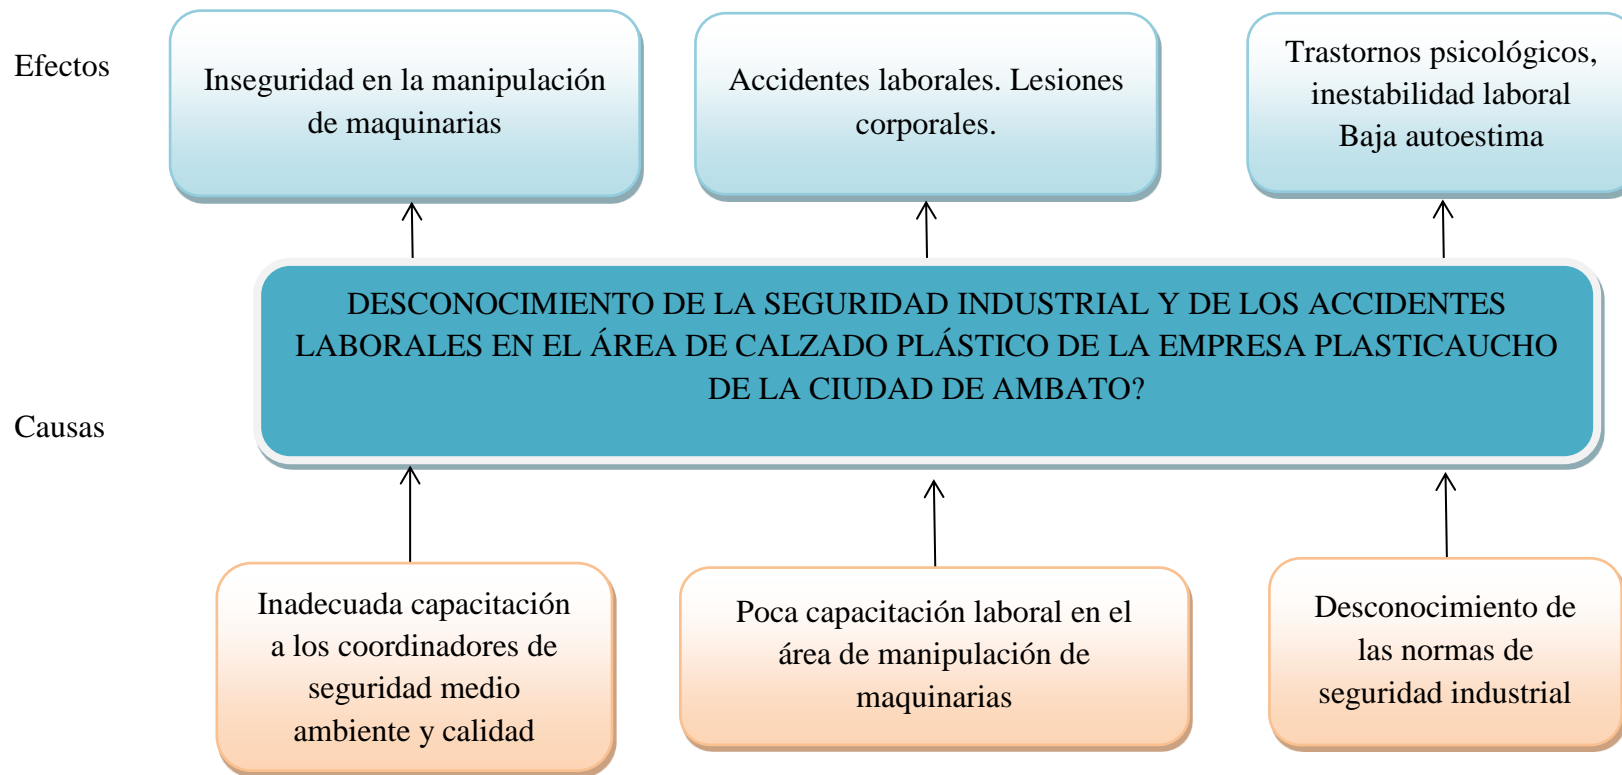 Efectos
Inseguridad en la manipulación
de maquinarias
Accidentes laborales. Lesiones
corporales.
Trastornos psicológicos,
inestabilidad laboral
Baja autoestima
DESCONOCIMIENTO DE LA SEGURIDAD INDUSTRIAL Y DE LOS ACCIDENTES
LABORALES EN EL ÁREA DE CALZADO PLÁSTICO DE LA EMPRESA PLASTICAUCHO
DE LA CIUDAD DE AMBATO?
Causas
Inadecuada capacitación
a los coordinadores de
seguridad medio
ambiente y calidad
Poca capacitación laboral en el
área de manipulación de
maquinarias
Desconocimiento de
las normas de
seguridad industrial